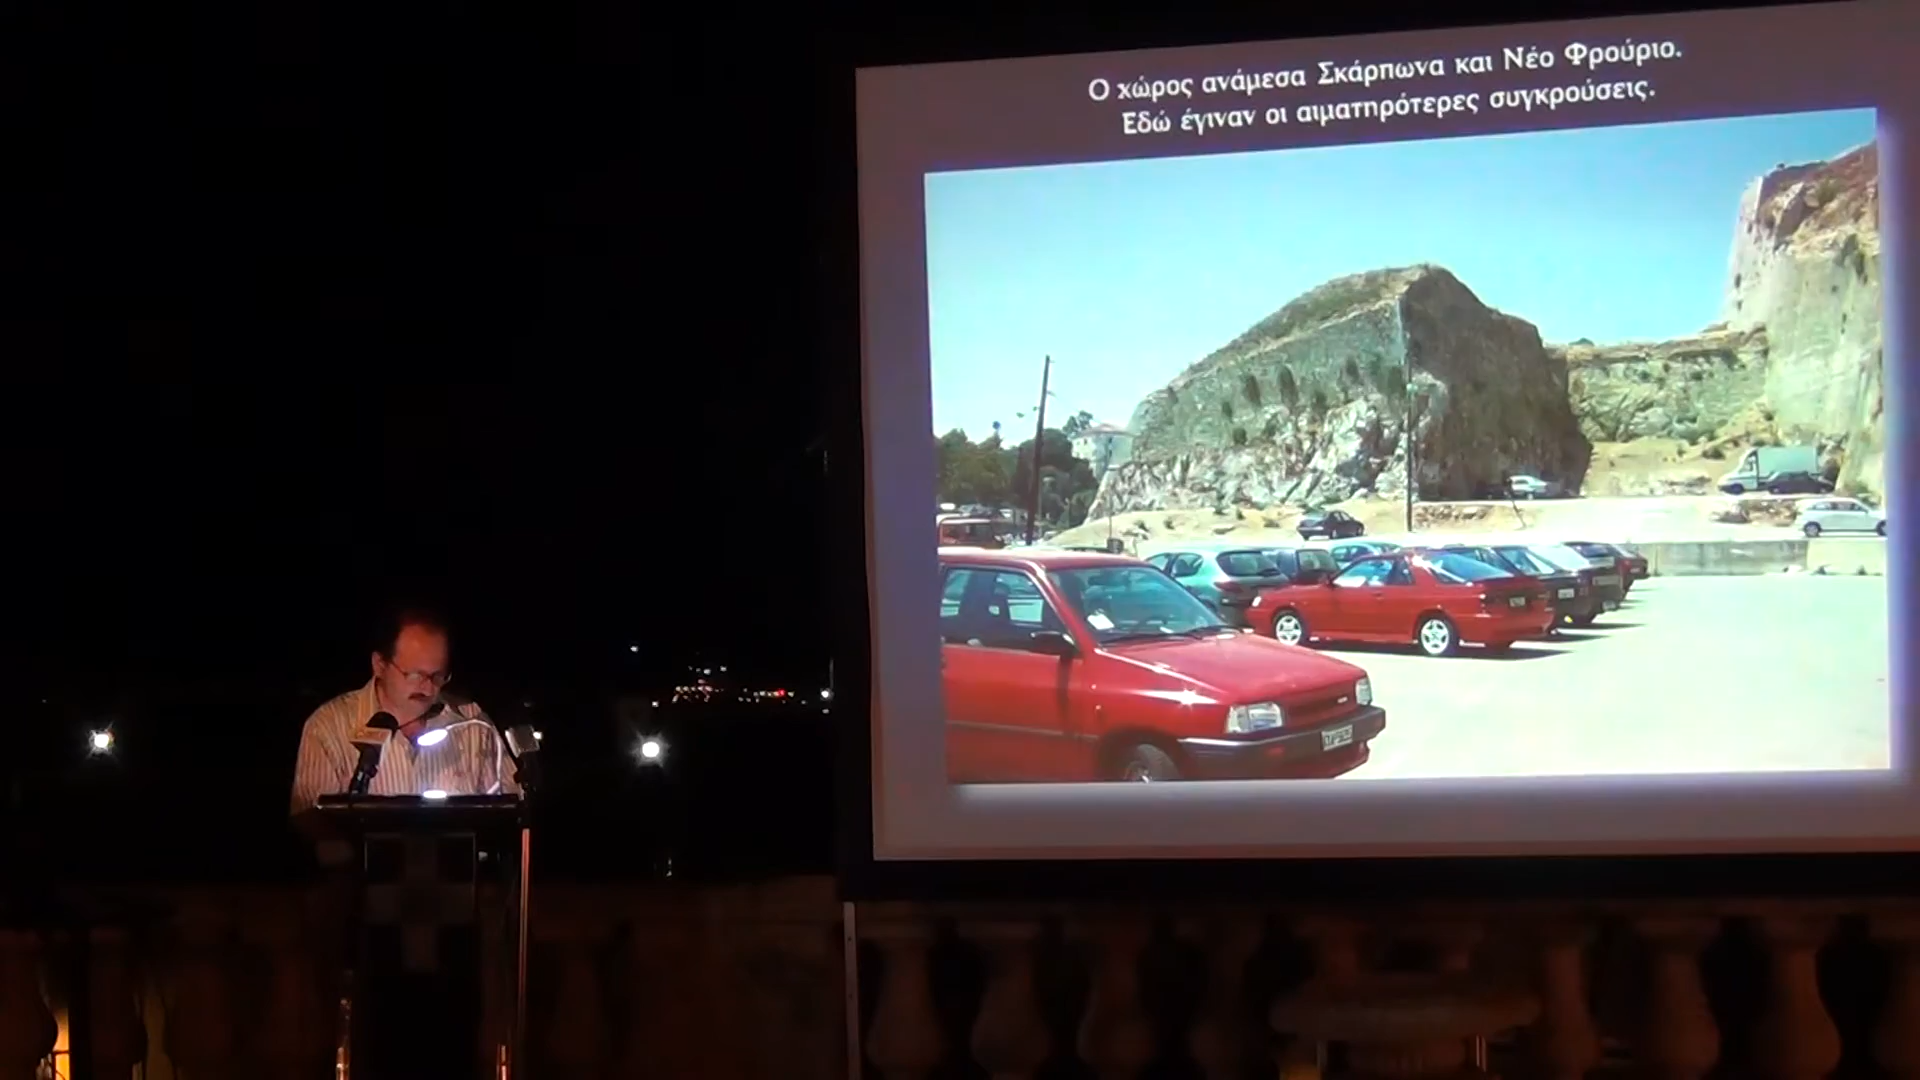 Ο χώρος ανάμεσα Σκάρπωνα και Νέο Φρούριο.
Εδώ έγιναν οι αιματηρότερες συγκρούσεις.